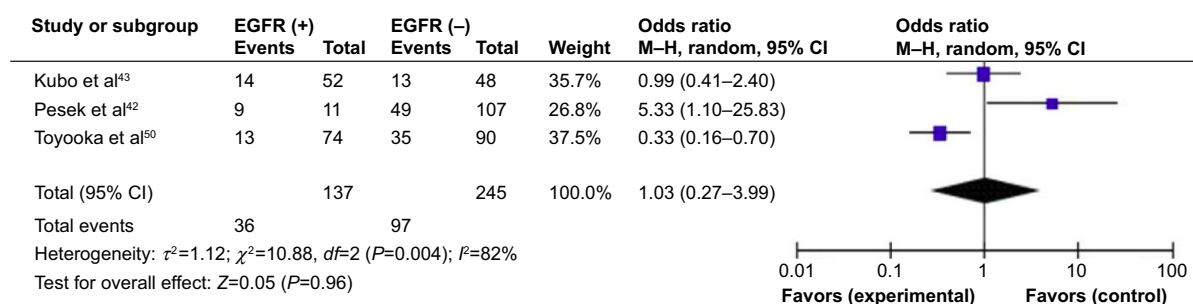 Study or subgroup EGFR (+) EGFR (–) Odds ratio Odds ratio
Events Total Events Total Weight M–H, random, 95% CI M–H, random, 95% CI
Kubo et al43 14 52 13 48 35.7% 0.99 (0.41–2.40)
Pesek et al42 9 11 49 107 26.8% 5.33 (1.10–25.83)
Toyooka et al50 13 74 35 90 37.5% 0.33 (0.16–0.70)
Total (95% CI) 137 245 100.0% 1.03 (0.27–3.99)
Total events 36 97
Heterogeneity: τ²=1.12; χ²=10.88, df=2 (P=0.004); I²=82%
Test for overall effect: Z=0.05 (P=0.96)
0.01 0.1 1 10 100
Favors (experimental) Favors (control)